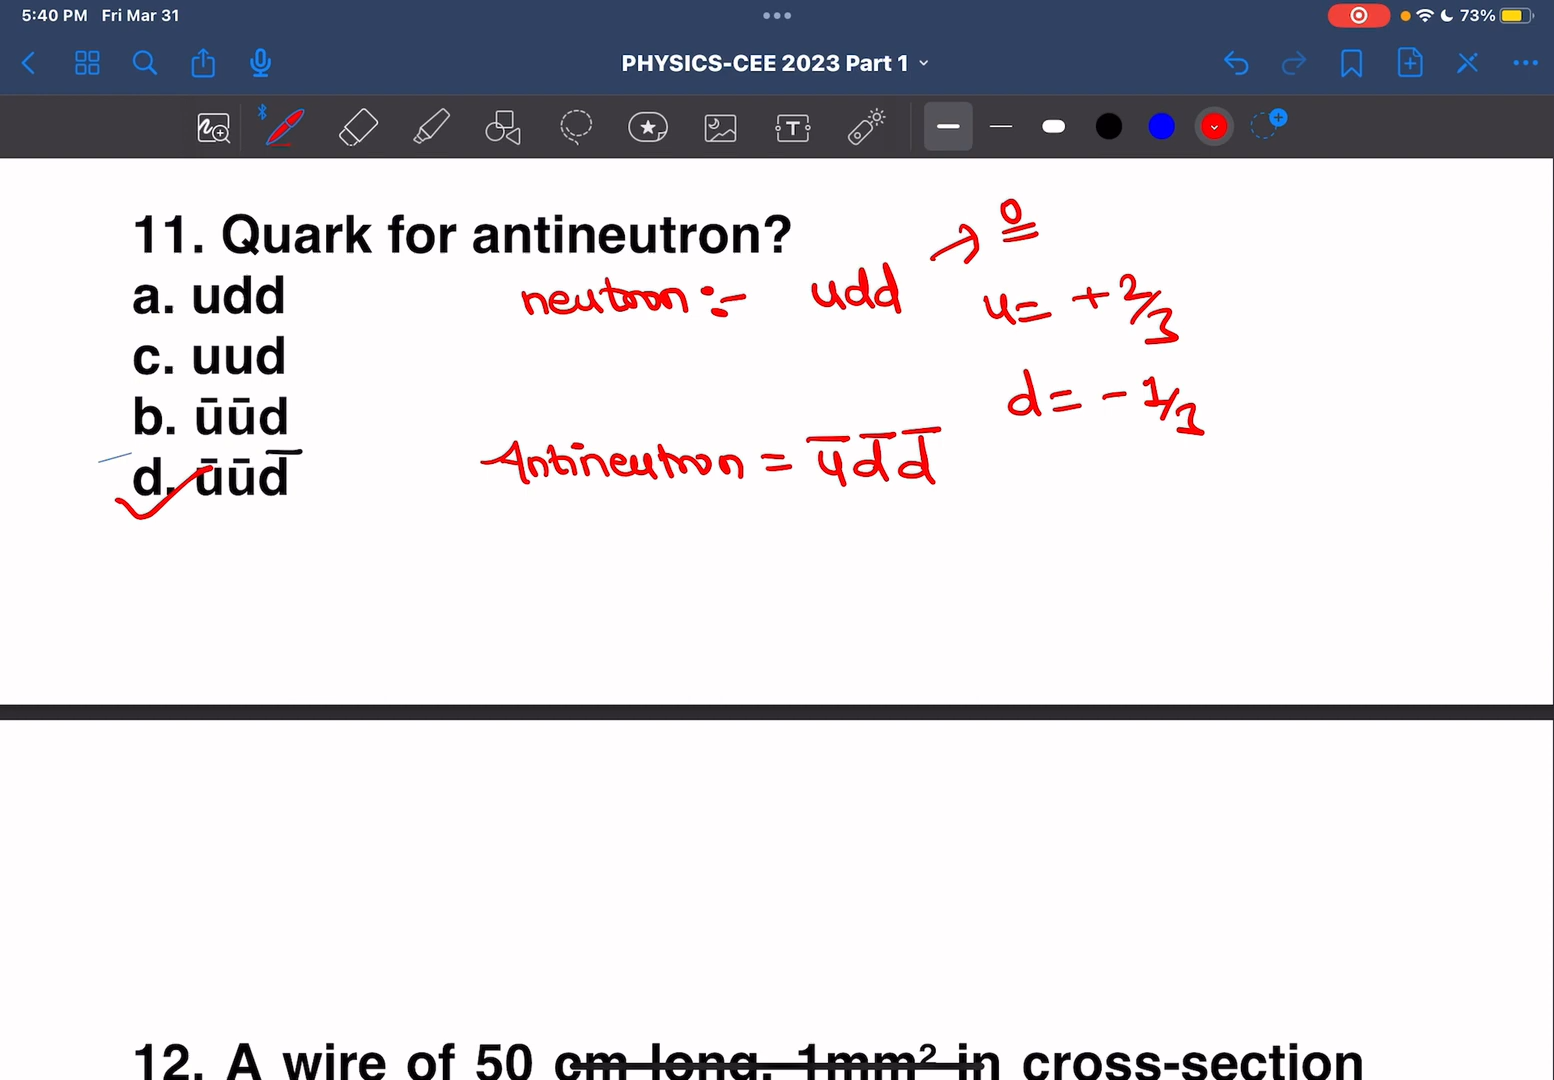 5:40 PM Fri Mar 31
73%
PHYSICS-CEE 2023 Part 1
11. Quark for antineutron?
a. udd
c. uud
b. ūūd
d. ūūd̅
neutron :- udd → 0
u = + 2/3
d = - 1/3
Antineutron = u̅ d̅ d̅
12. A wire of 50 cm long, 1mm² in cross-section